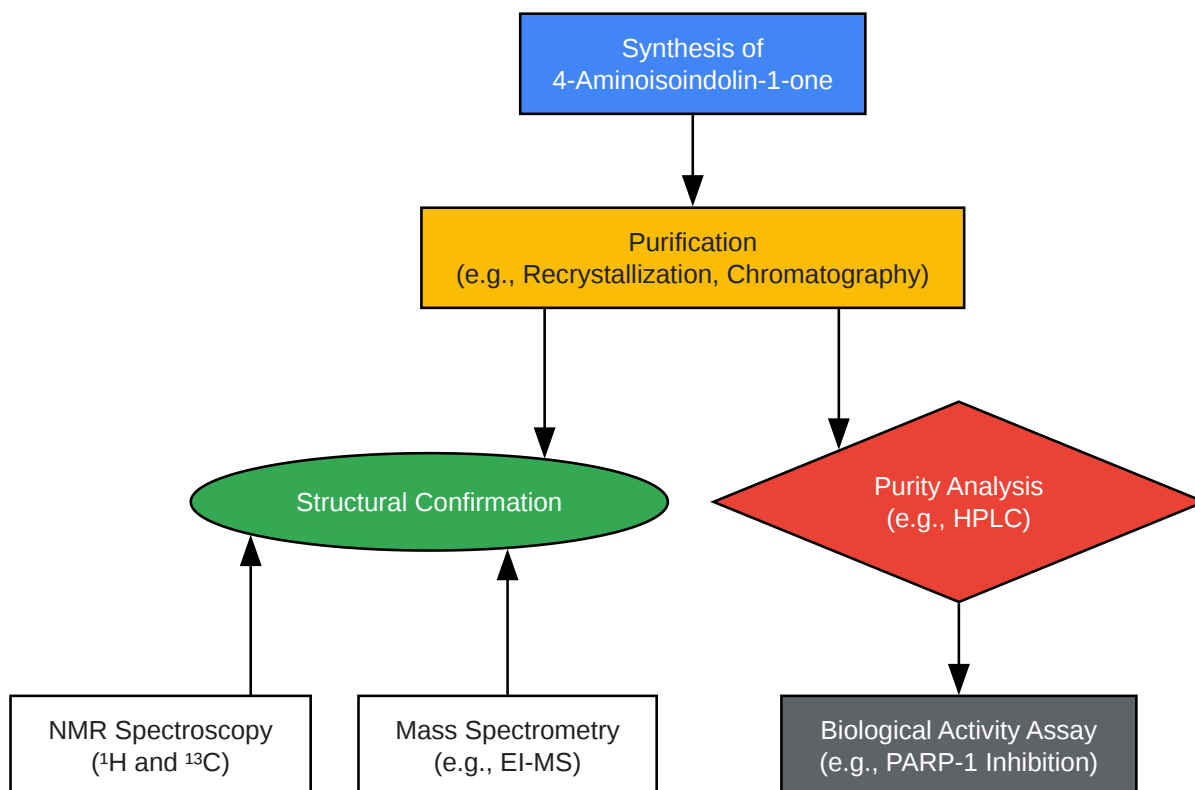 Synthesis of
4-Aminoisoindolin-1-one
Purification
(e.g., Recrystallization, Chromatography)
Structural Confirmation
Purity Analysis
(e.g., HPLC)
NMR Spectroscopy
(¹H and ¹³C)
Mass Spectrometry
(e.g., EI-MS)
Biological Activity Assay
(e.g., PARP-1 Inhibition)